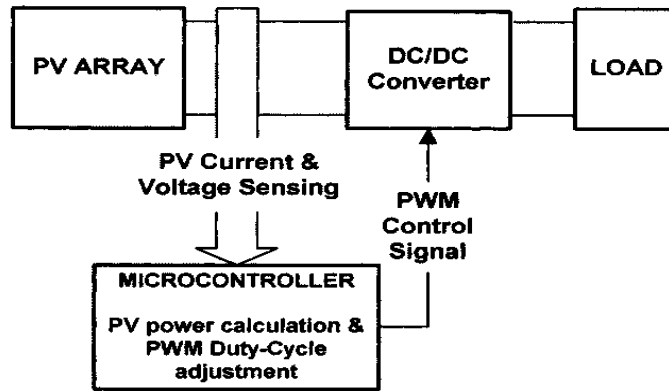 PV ARRAY
DC/DC
Converter
LOAD
PV Current &
Voltage Sensing
PWM
Control
Signal
MICROCONTROLLER
PV power calculation &
PWM Duty-Cycle
adjustment